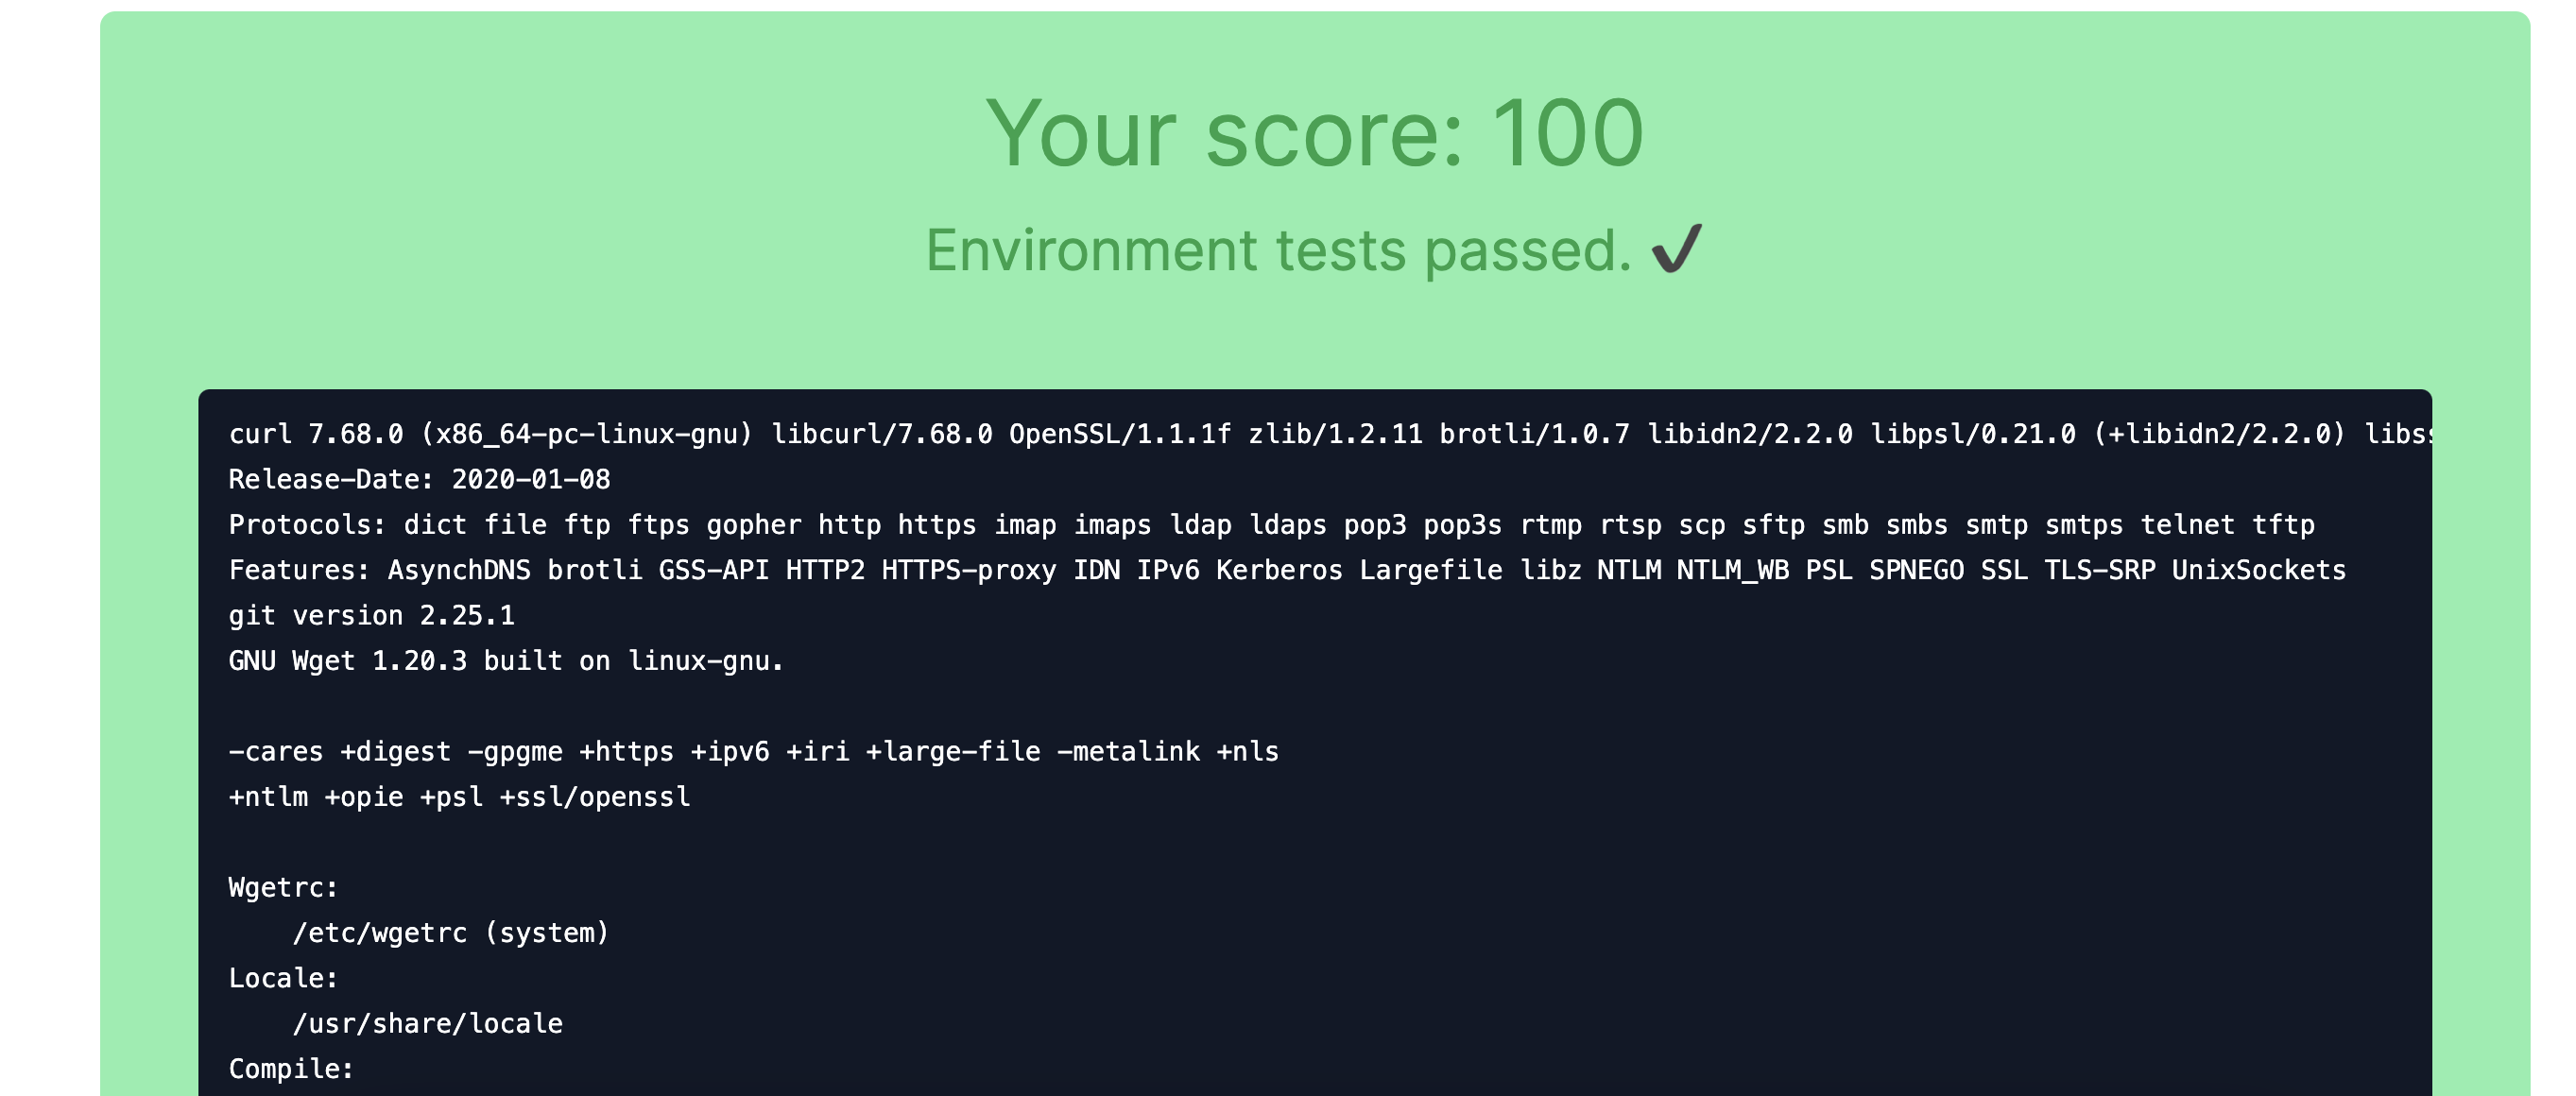 Your score: 100
Environment tests passed. ✔
curl 7.68.0 (x86_64-pc-linux-gnu) libcurl/7.68.0 OpenSSL/1.1.1f zlib/1.2.11 brotli/1.0.7 libidn2/2.2.0 libpsl/0.21.0 (+libidn2/2.2.0)
Release-Date: 2020-01-08
Protocols: dict file ftp ftps gopher http https imap imaps ldap ldaps pop3 pop3s rtmp rtsp scp sftp smb smbs smtp smtps telnet tftp
Features: AsynchDNS brotli GSS-API HTTP2 HTTPS-proxy IDN IPv6 Kerberos Largefile libz NTLM NTLM_WB PSL SPNEGO SSL TLS-SRP UnixSockets
git version 2.25.1
GNU Wget 1.20.3 built on linux-gnu.
-cares +digest -gpgme +https +ipv6 +iri +large-file -metalink +nls
+ntlm +opie +psl +ssl/openssl
Wgetrc:
/etc/wgetrc (system)
Locale:
/usr/share/locale
Compile: